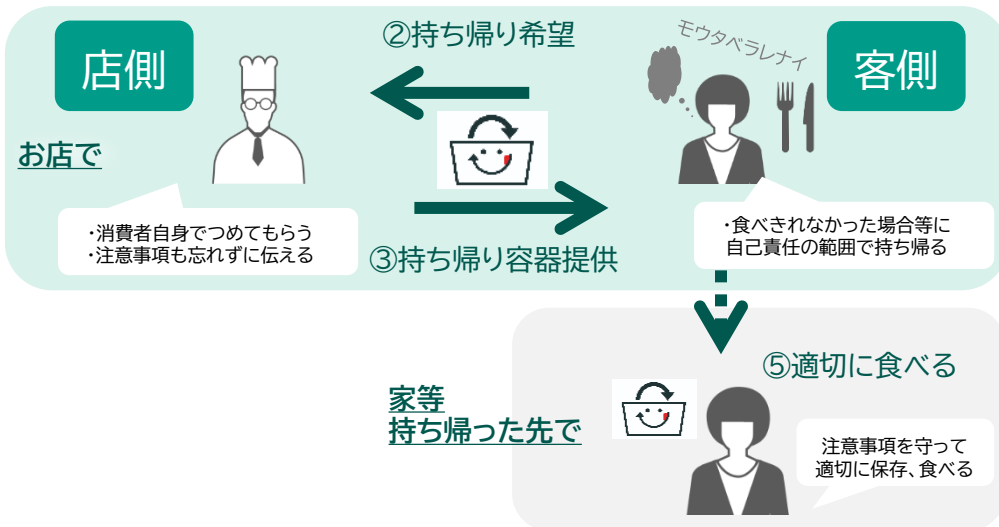 店側
②持ち帰り希望
モウタベラレナイ
客側
お店で
・消費者自身でつめてもらう
・注意事項も忘れずに伝える
③持ち帰り容器提供
・食べきれなかった場合等に
自己責任の範囲で持ち帰る
⑤適切に食べる
家等
持ち帰った先で
注意事項を守って
適切に保存、食べる